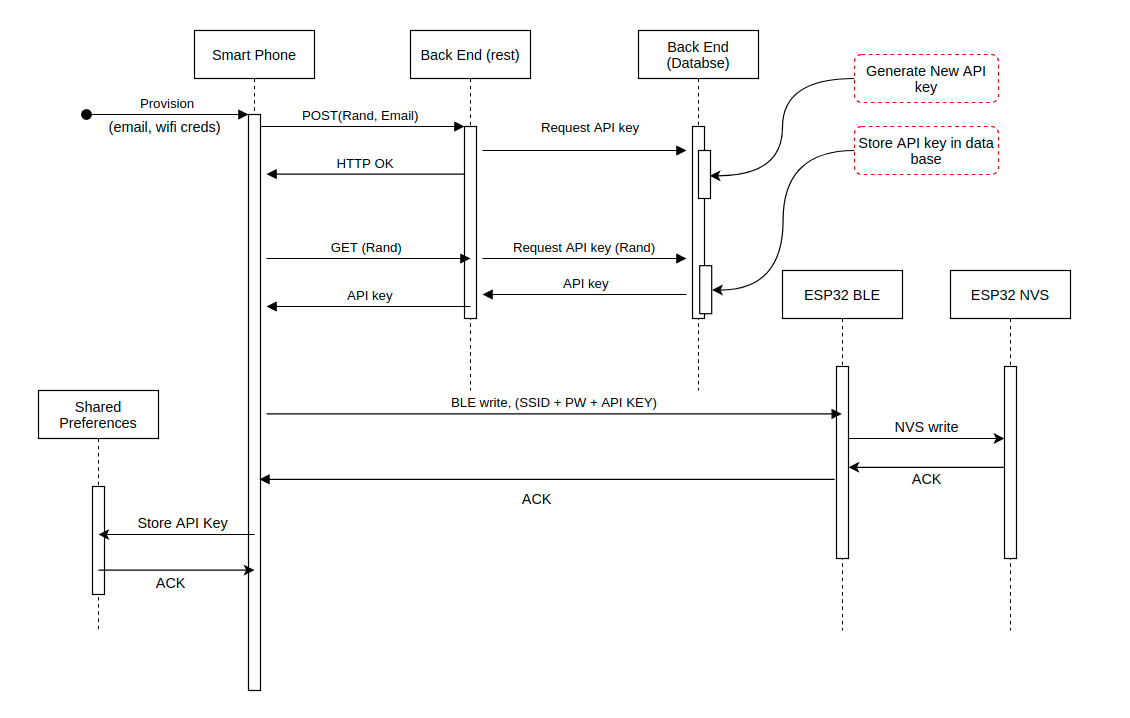 Smart Phone
Back End (rest)
Back End
(Databse)
Generate New API
key
Provision
(email, wifi creds)
POST(Rand, Email)
Request API key
Store API key in data
base
HTTP OK
GET (Rand)
Request API key (Rand)
API key
API key
ESP32 BLE
ESP32 NVS
Shared
Preferences
BLE write, (SSID + PW + API KEY)
NVS write
ACK
ACK
Store API Key
ACK